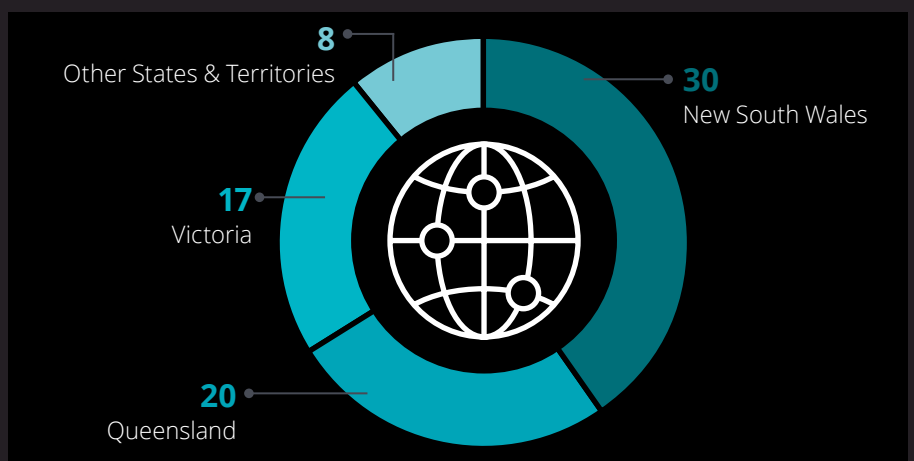 8
Other States & Territories
30
New South Wales
17
Victoria
20
Queensland